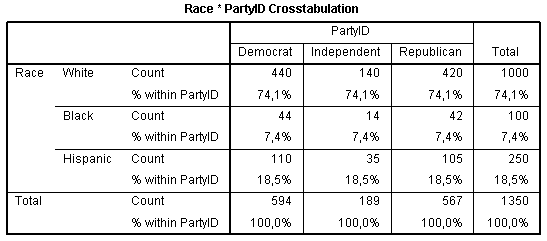 Race * PartyID Crosstabulation
PartyID
Democrat Independent Republican Total
Race White Count 440 140 420 1000
% within PartyID 74,1% 74,1% 74,1% 74,1%
Black Count 44 14 42 100
% within PartyID 7,4% 7,4% 7,4% 7,4%
Hispanic Count 110 35 105 250
% within PartyID 18,5% 18,5% 18,5% 18,5%
Total Count 594 189 567 1350
% within PartyID 100,0% 100,0% 100,0% 100,0%